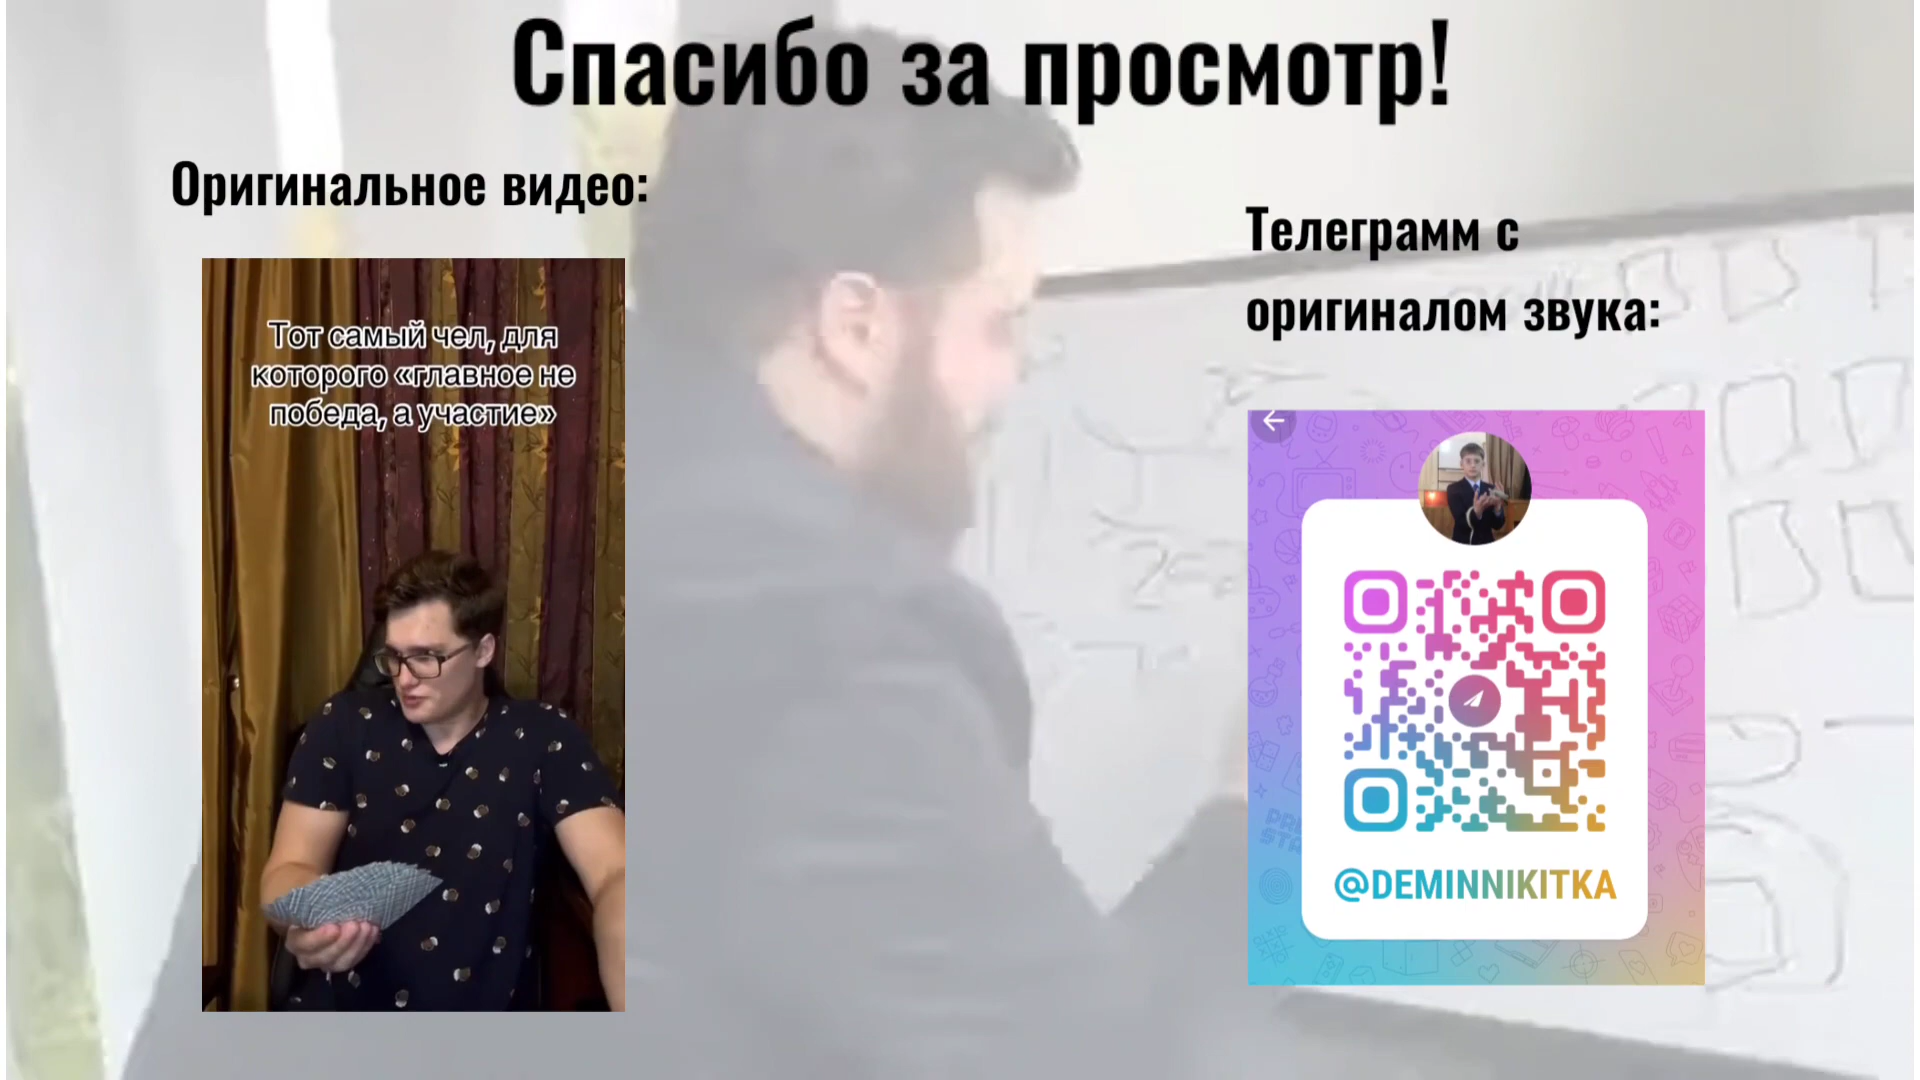 Спасибо за просмотр!
Оригинальное видео:
Тот самый чел, для
которого «главное не
победа, а участие»
Телеграмм с
оригиналом звука:
@DEMINNIKITKA